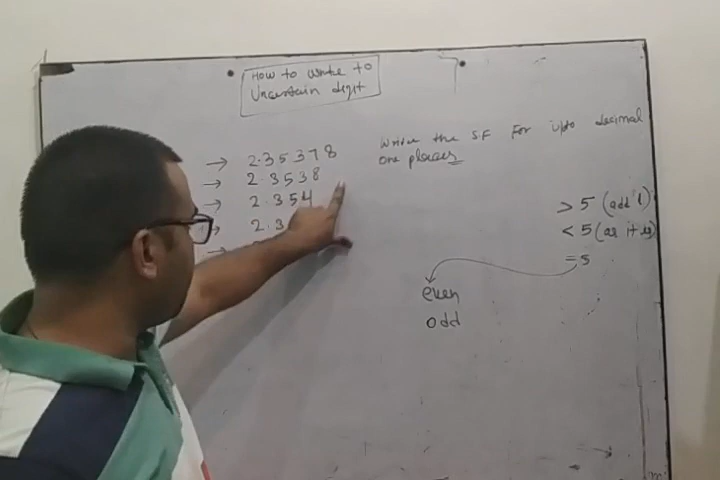 How to write to
Uncertain digit
Write the S.F For upto decimal
one places
→ 2.35378
→ 2.3538
→ 2.354
→ 2.3
→
> 5 (add 1)
< 5 (as it is)
= 5
even
odd